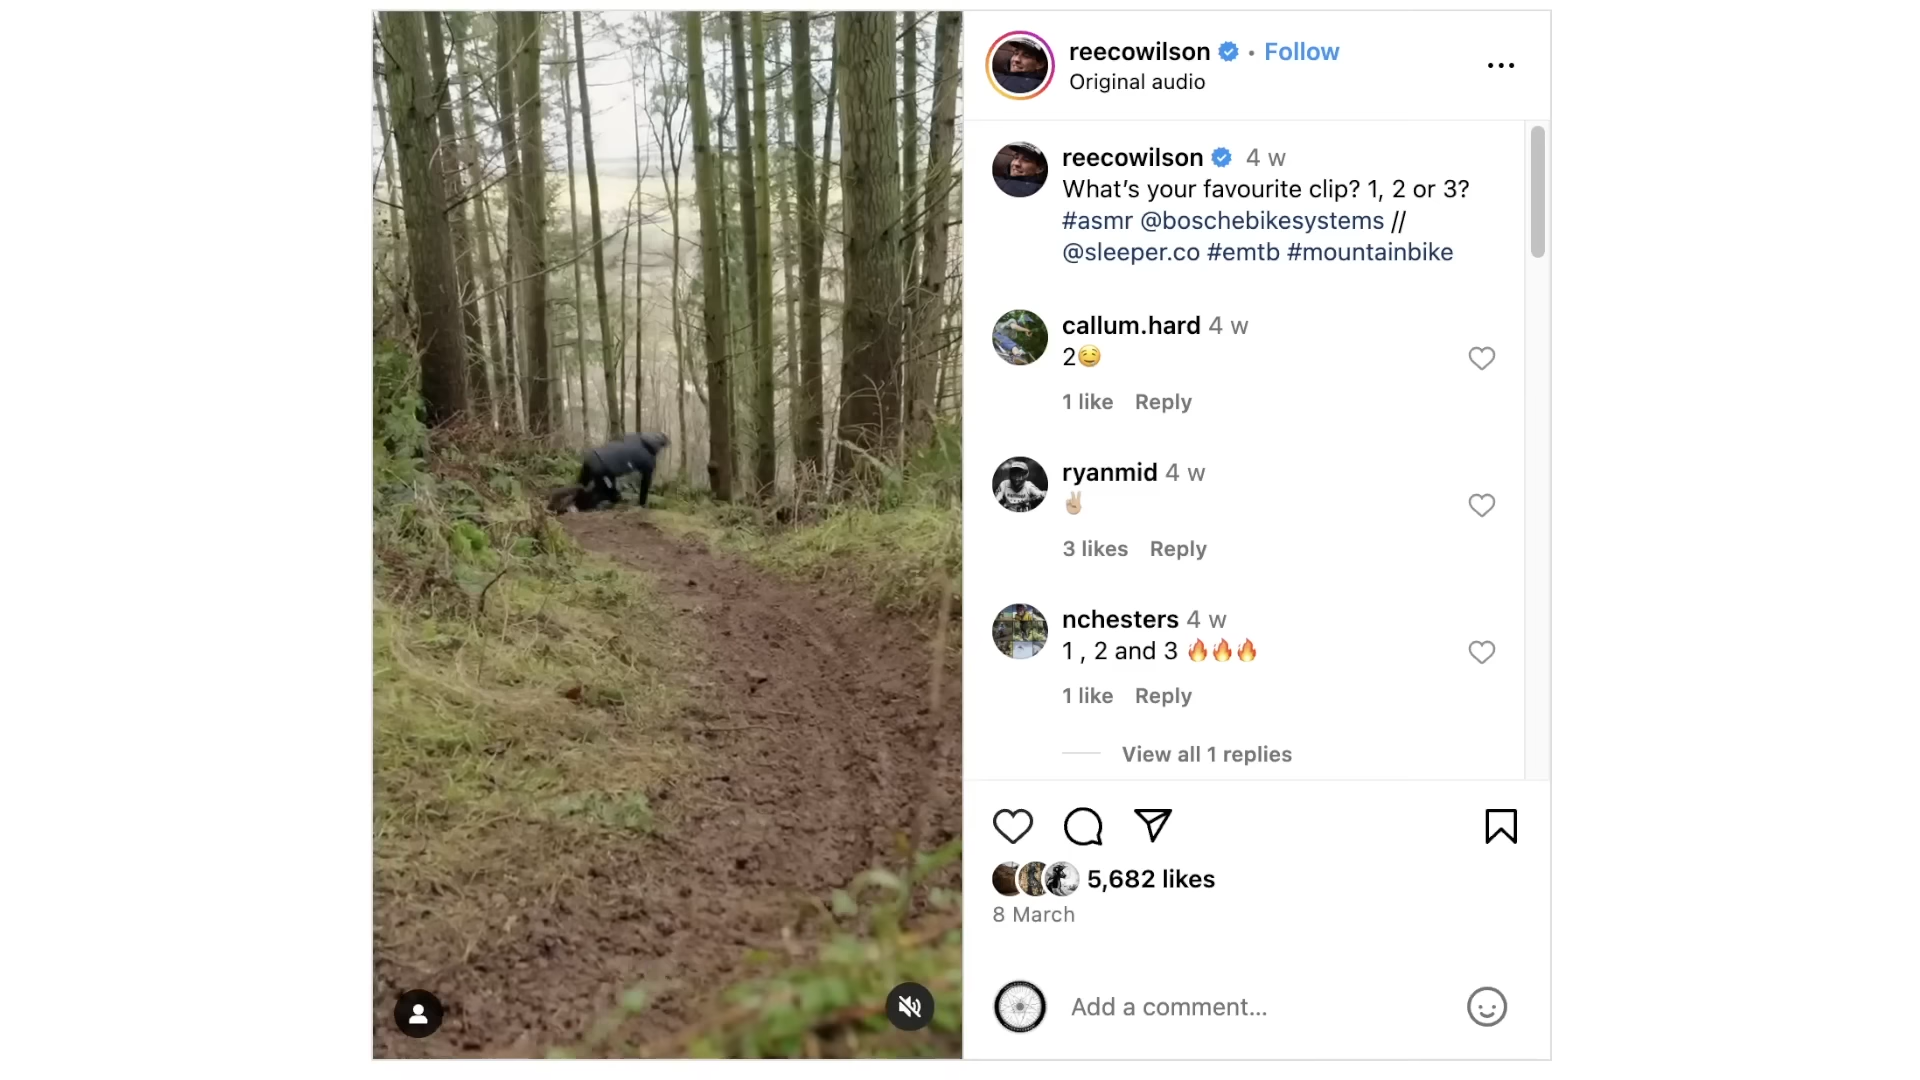 reecowilson • Follow
Original audio
reecowilson 4 w
What’s your favourite clip? 1, 2 or 3?
#asmr @boschebikesystems //
@sleeper.co #emtb #mountainbike
callum.hard 4 w
2🤤
1 like Reply
ryanmid 4 w
✌🏼
3 likes Reply
nchesters 4 w
1 , 2 and 3 🔥🔥🔥
1 like Reply
View all 1 replies
5,682 likes
8 March
Add a comment...